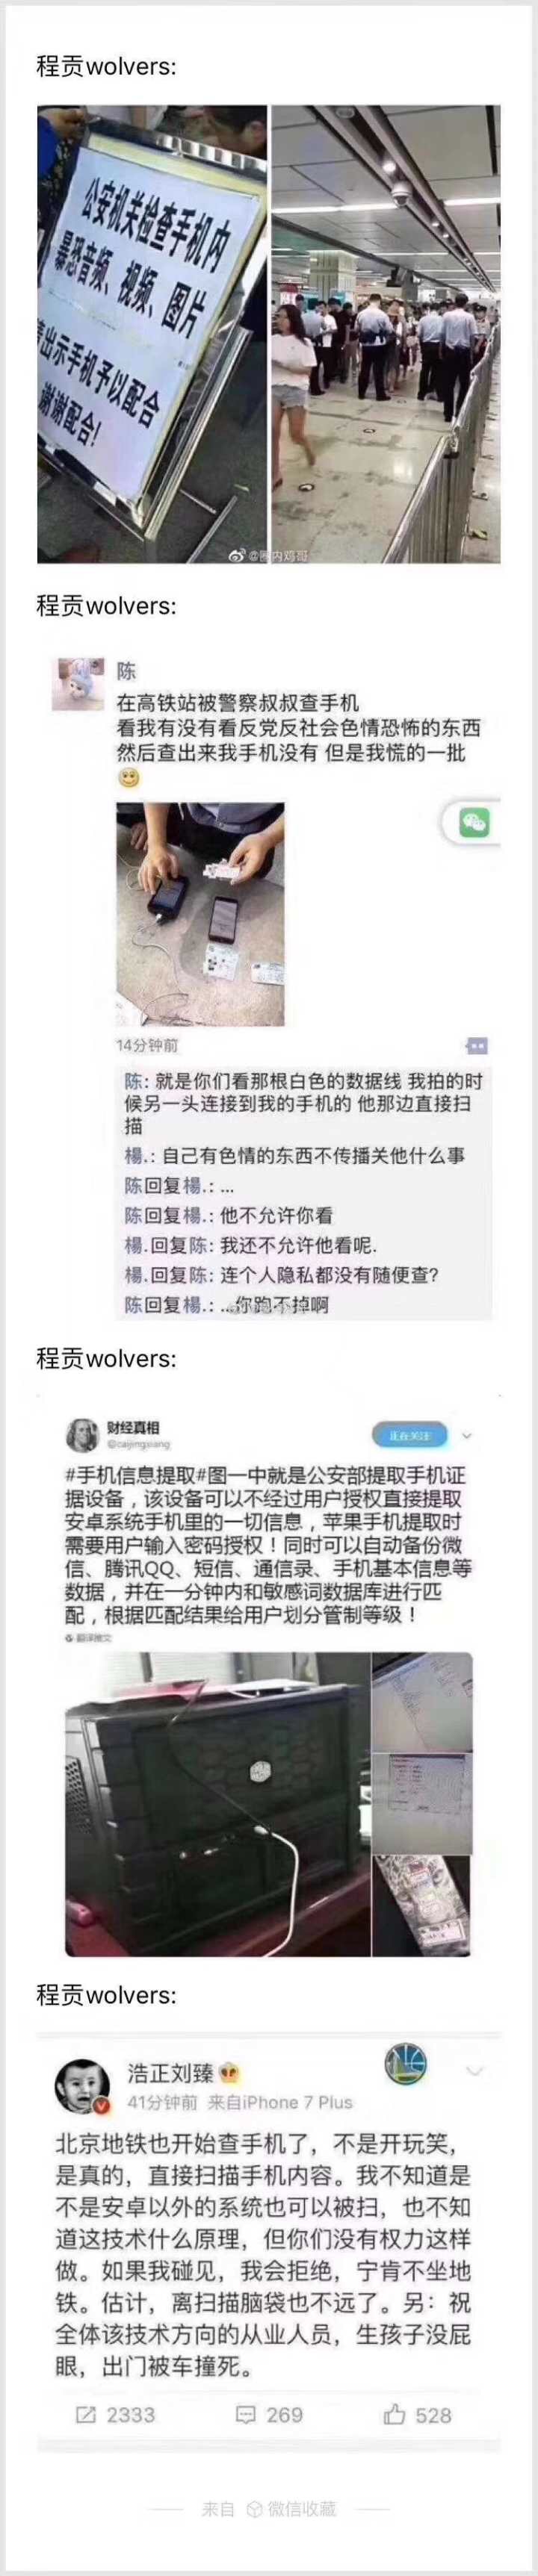 程贡wolvers:
公安机关检查手机内
暴恐音频、视频、图片
出示手机予以配合
谢谢配合!
@圈内鸡哥
程贡wolvers:
陈
在高铁站被警察叔叔查手机
看我有没有看反党反社会色情恐怖的东西
然后查出来我手机没有 但是我慌的一批
14分钟前
陈: 就是你们看那根白色的数据线 我拍的时
候另一头连接到我的手机的 他那边直接扫
描
楊.: 自己有色情的东西不传播关他什么事
陈回复楊.: ...
陈回复楊.: 他不允许你看
楊.回复陈: 我还不允许他看呢.
楊.回复陈: 连个人隐私都没有随便查?
陈回复楊.: ...你跑不掉啊
程贡wolvers:
财经真相
@caijingxiang
正在关注
#手机信息提取#图一中就是公安部提取手机证
据设备，该设备可以不经过用户授权直接提取
安卓系统手机里的一切信息，苹果手机提取时
需要用户输入密码授权！同时可以自动备份微
信、腾讯QQ、短信、通信录、手机基本信息等
数据，并在一分钟内和敏感词数据库进行匹
配，根据匹配结果给用户划分管制等级！
翻译推文
程贡wolvers:
浩正刘臻
41分钟前 来自iPhone 7 Plus
北京地铁也开始查手机了，不是开玩笑，
是真的，直接扫描手机内容。我不知道是
不是安卓以外的系统也可以被扫，也不知
道这技术什么原理，但你们没有权力这样
做。如果我碰见，我会拒绝，宁肯不坐地
铁。估计，离扫描脑袋也不远了。另：祝
全体该技术方向的从业人员，生孩子没屁
眼，出门被车撞死。
2333 269 528
来自 微信收藏